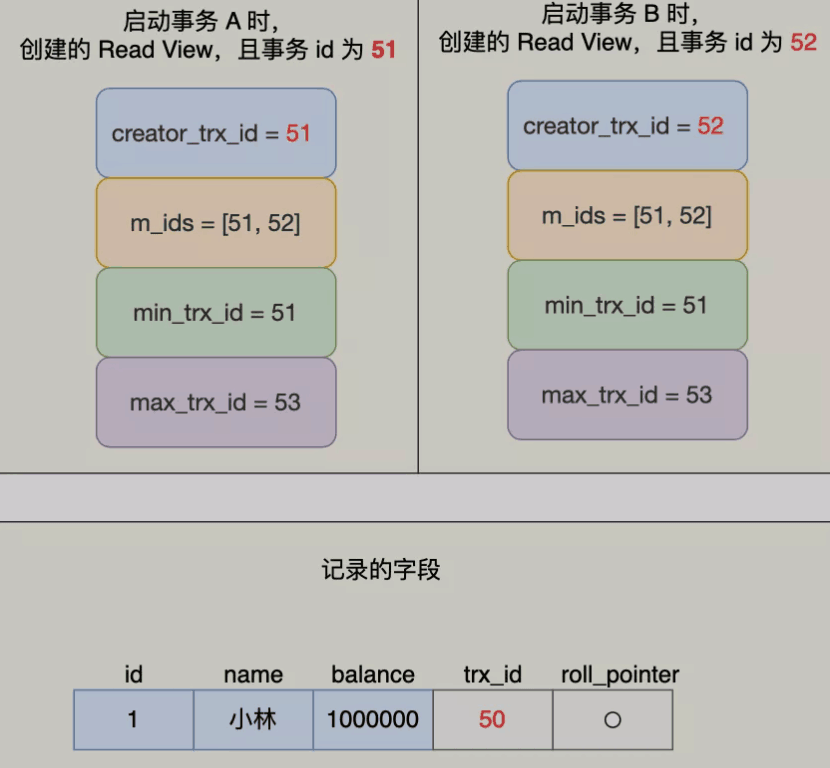 启动事务 A 时,
创建的 Read View，且事务 id 为 51
creator_trx_id = 51
m_ids = [51, 52]
min_trx_id = 51
max_trx_id = 53
启动事务 B 时,
创建的 Read View，且事务 id 为 52
creator_trx_id = 52
m_ids = [51, 52]
min_trx_id = 51
max_trx_id = 53
记录的字段
id name balance trx_id roll_pointer
1 小林 1000000 50